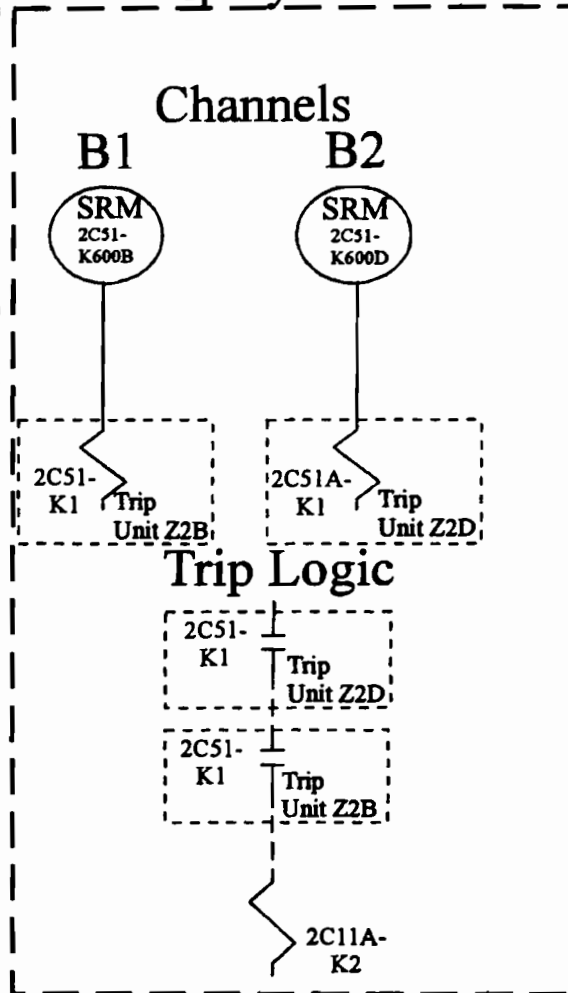 Channels
B1
B2
SRM
2C51-
K600B
SRM
2C51-
K600D
2C51-
K1
Trip
Unit Z2B
2C51A-
K1
Trip
Unit Z2D
Trip Logic
2C51-
K1
Trip
Unit Z2D
2C51-
K1
Trip
Unit Z2B
2C11A-
K2